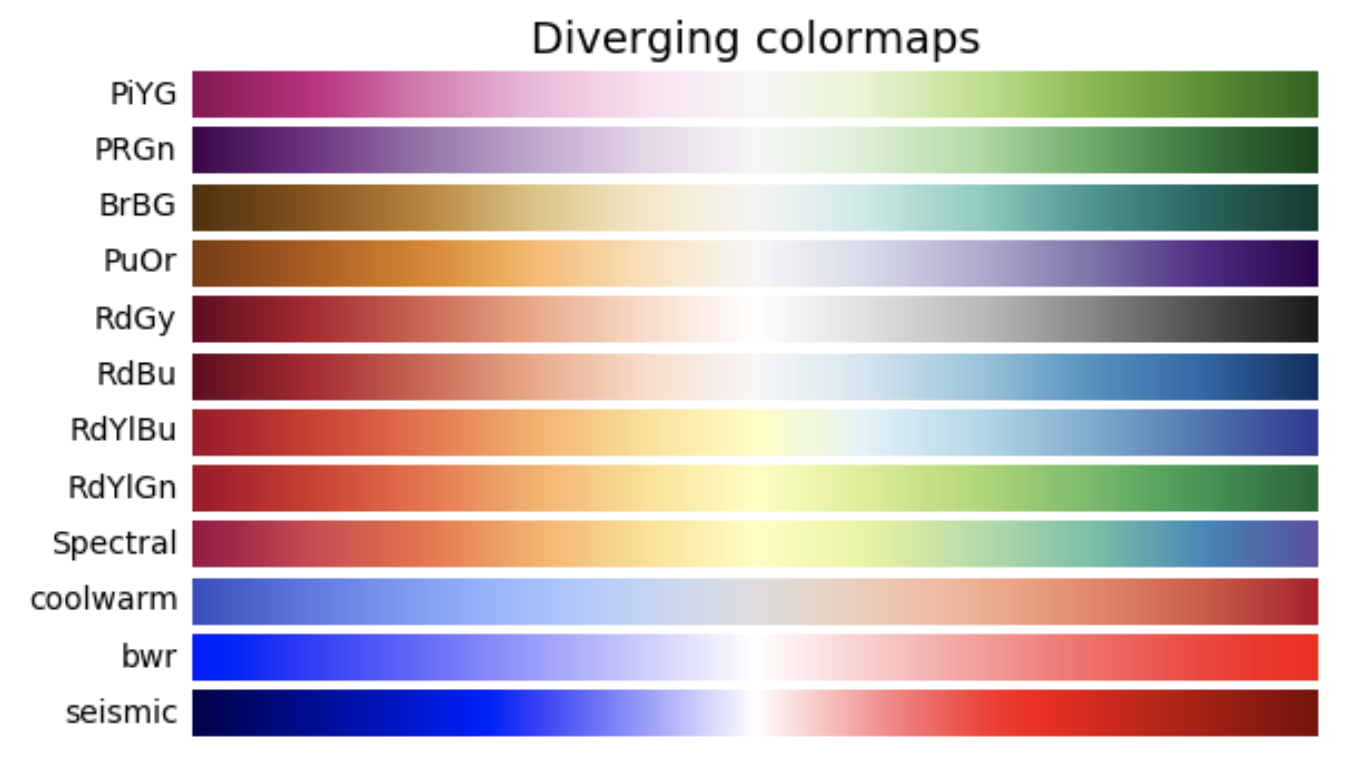 Diverging colormaps
PiYG
PRGn
BrBG
PuOr
RdGy
RdBu
RdYlBu
RdYlGn
Spectral
coolwarm
bwr
seismic